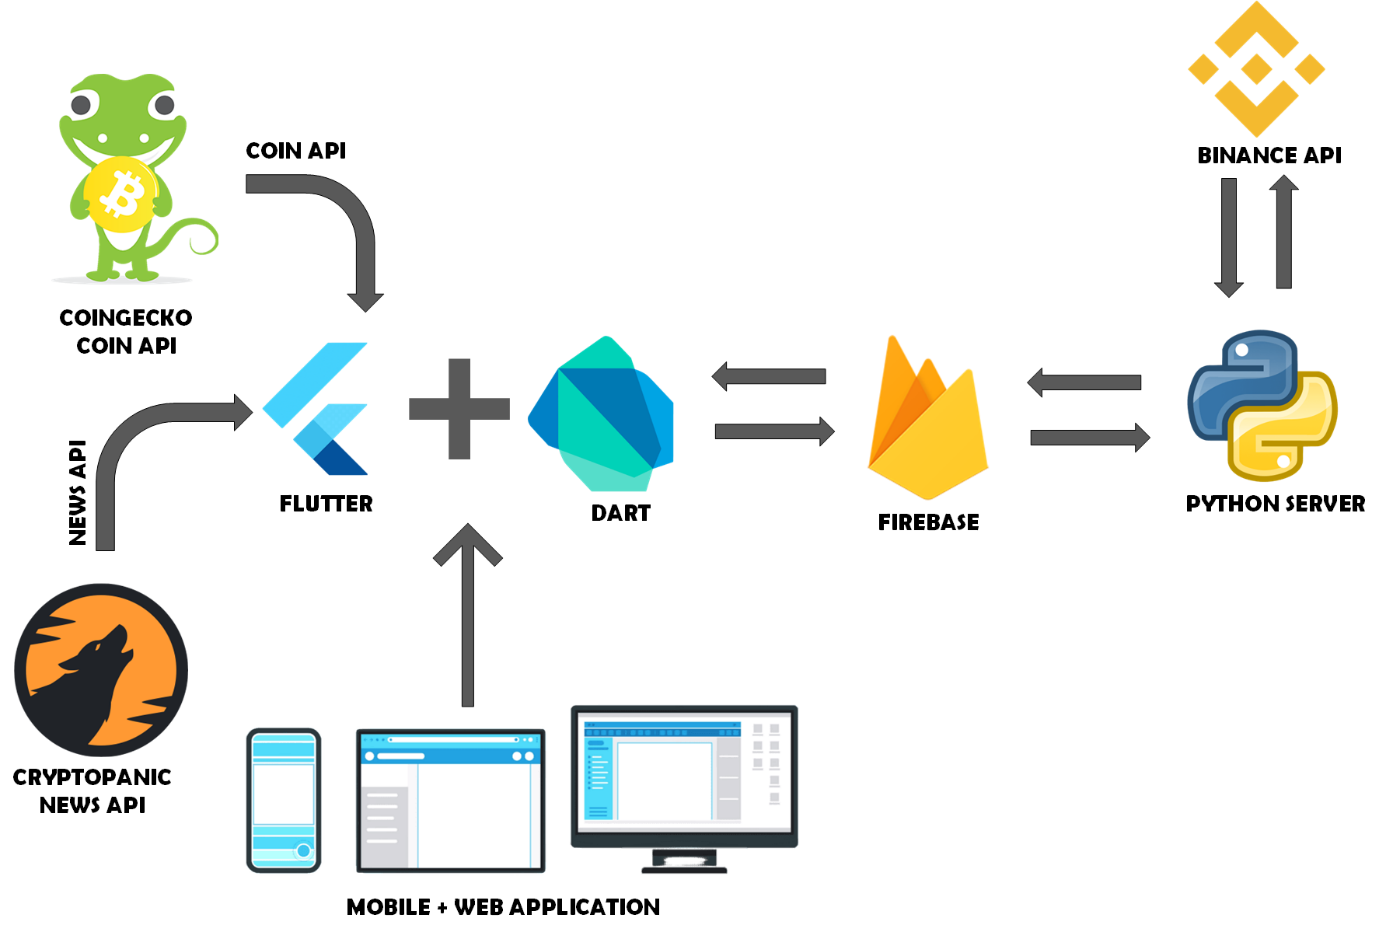 COIN API
BINANCE API
COINGECKO
COIN API
NEWS API
FLUTTER
DART
FIREBASE
PYTHON SERVER
CRYPTOPANIC
NEWS API
MOBILE + WEB APPLICATION